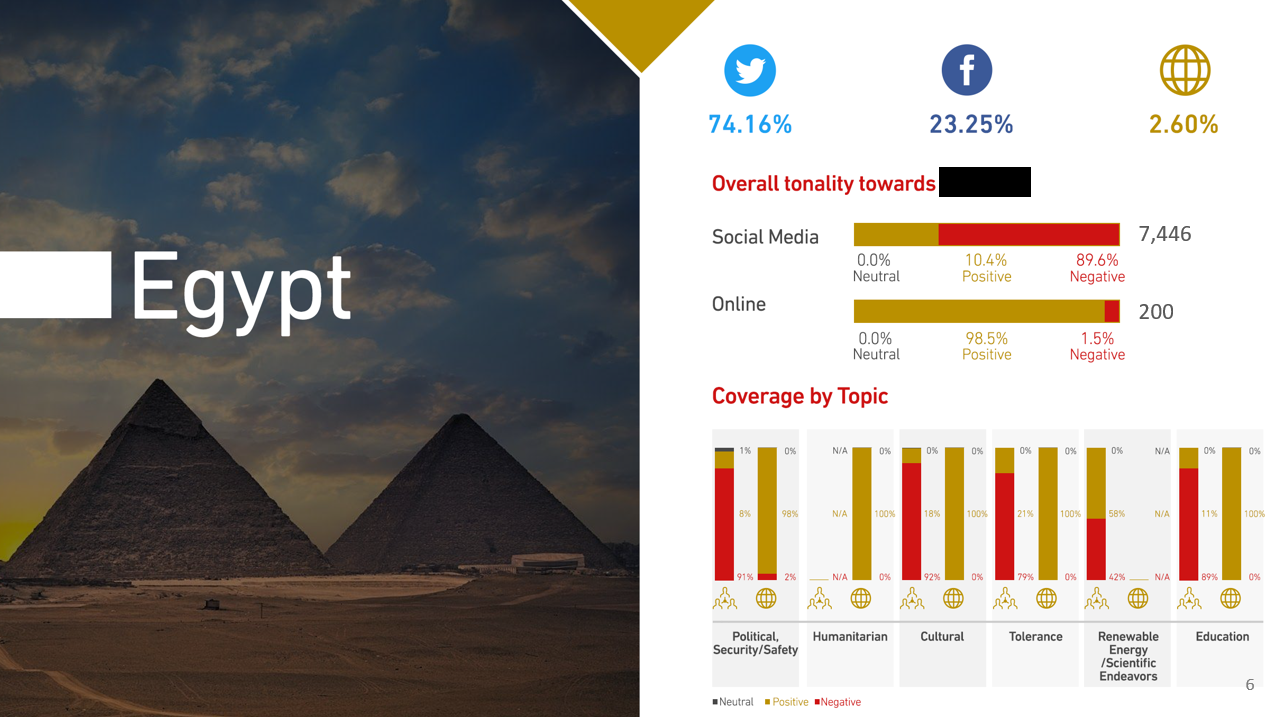 Egypt
74.16%
23.25%
2.60%
Overall tonality towards
Social Media
7,446
0.0%
Neutral
10.4%
Positive
89.6%
Negative
Online
200
0.0%
Neutral
98.5%
Positive
1.5%
Negative
Coverage by Topic
1% 0% N/A 0% 0% 0% 0% 0% 0% N/A 0% 0%
8% 98% N/A 100% 18% 100% 21% 100% 58% N/A 11% 100%
91% 2% N/A 0% 92% 0% 79% 0% 42% N/A 89% 0%
Political,
Security/Safety
Humanitarian
Cultural
Tolerance
Renewable
Energy
/Scientific
Endeavors
Education
6
Neutral Positive Negative